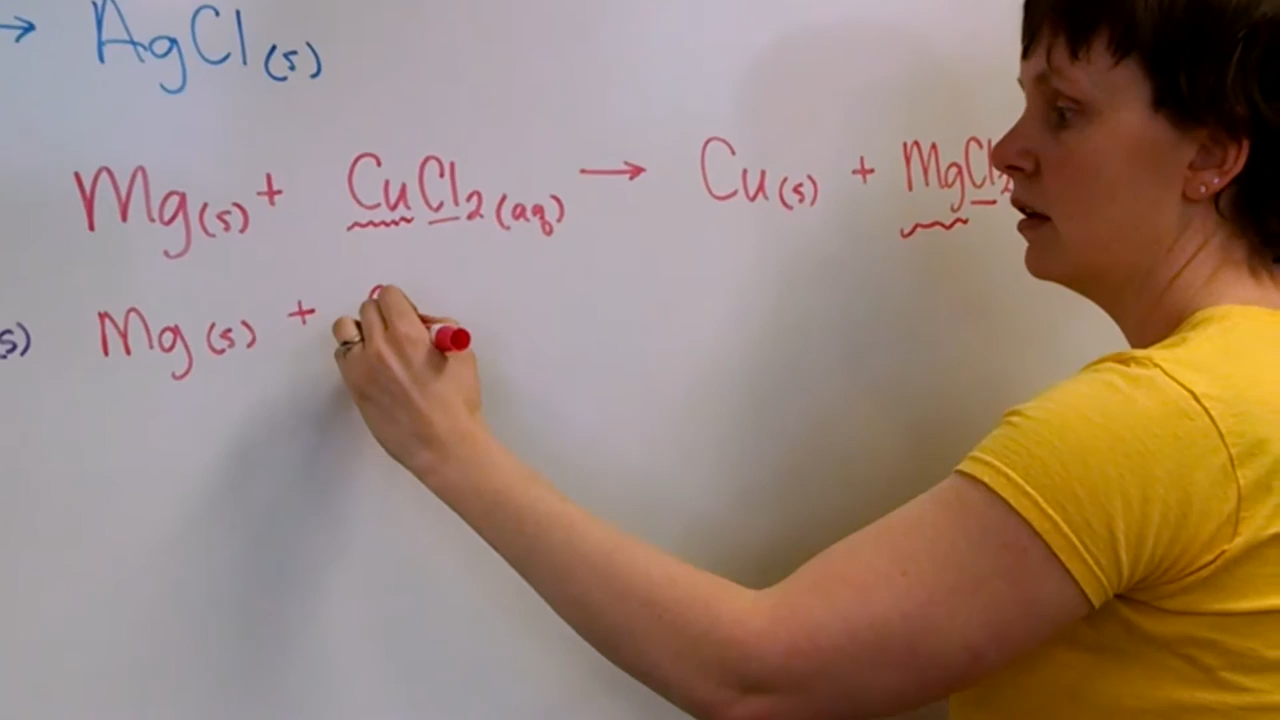 → AgCl(s)
Mg(s) + CuCl2(aq) → Cu(s) + MgCl2
s) Mg(s) +